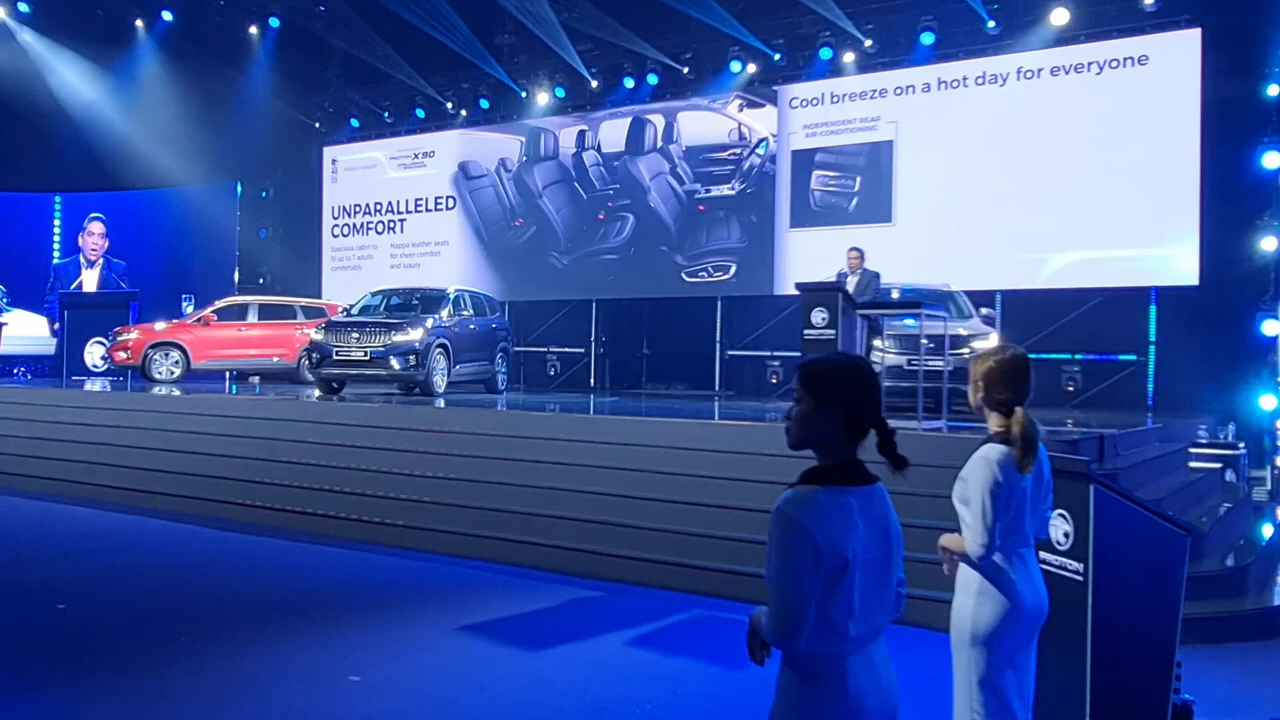 PROTON X90
INTELLIGENCE
UNPARALLELED
COMFORT
Spacious cabin to
fit up to 7 adults
comfortably
Nappa leather seats
for sheer comfort
and luxury
Cool breeze on a hot day for everyone
INDEPENDENT REAR
AIR-CONDITIONING
PROTON
PROTON